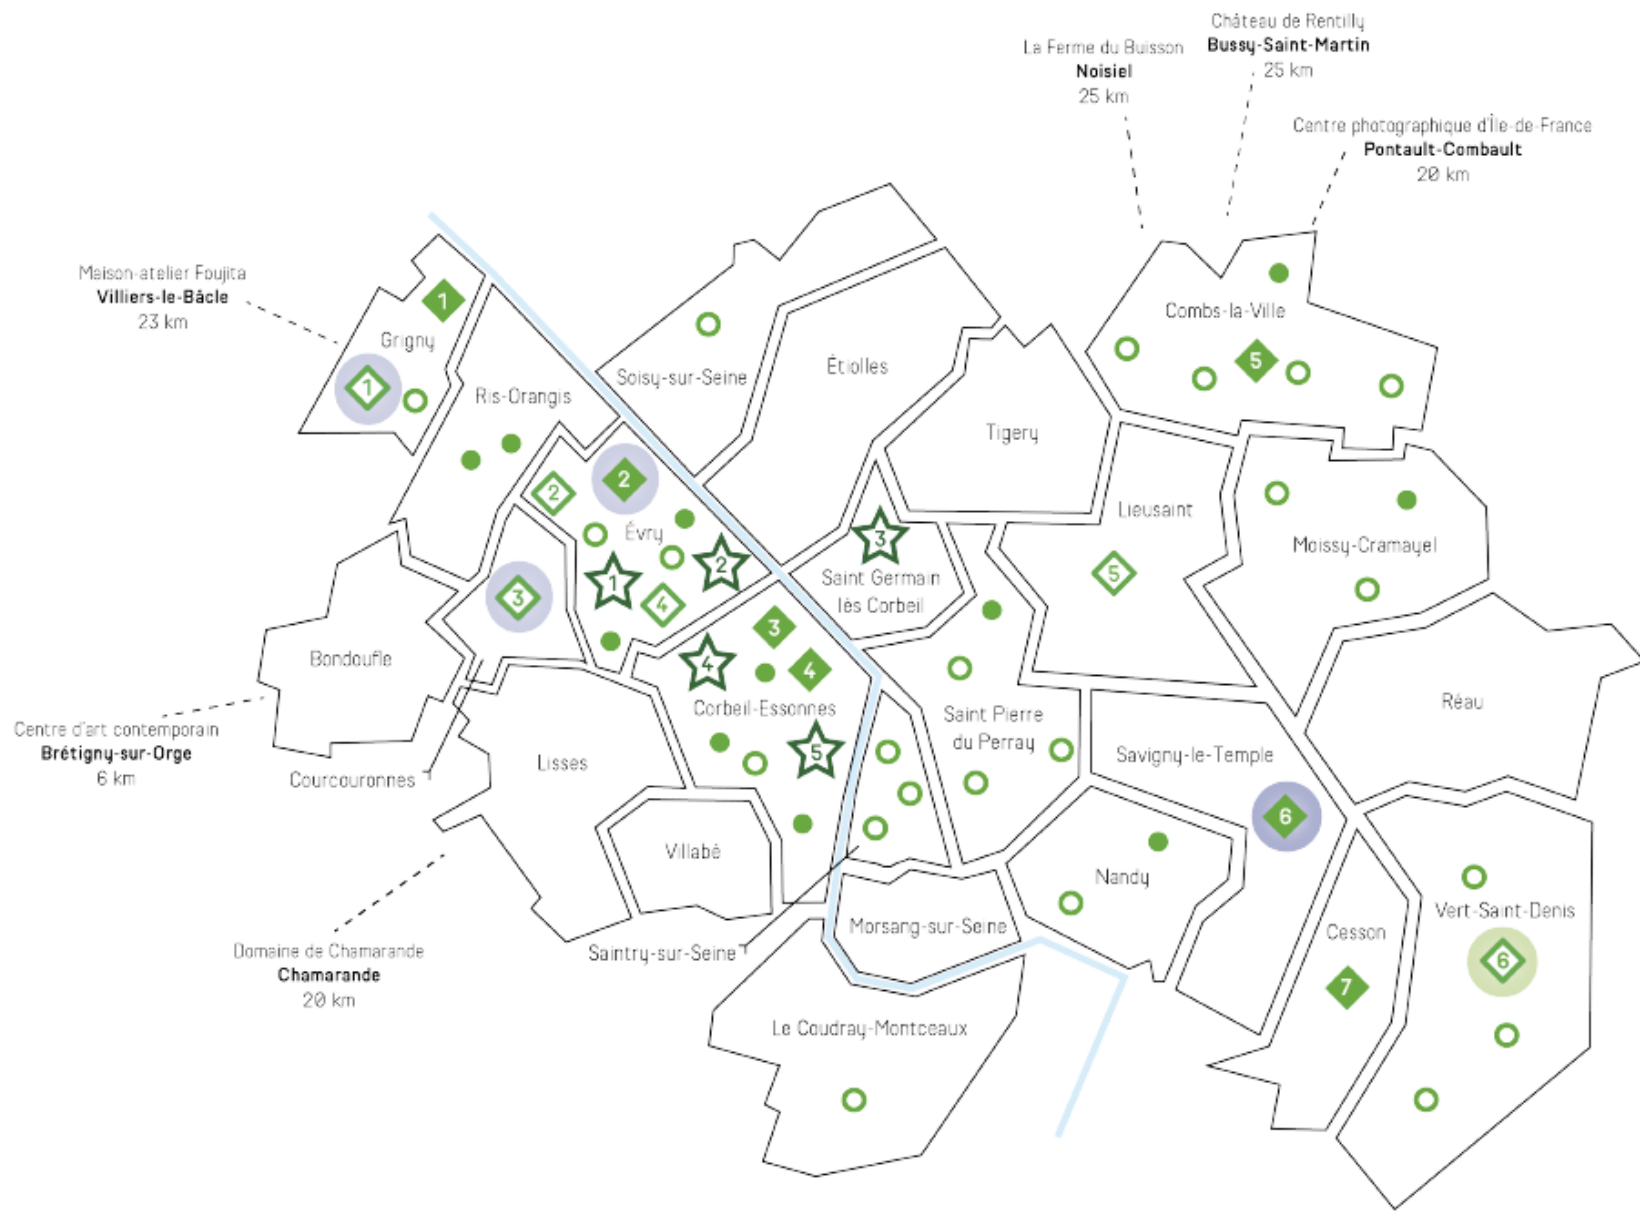 Château de Rentilly
Bussy-Saint-Martin
25 km
La Ferme du Buisson
Noisiel
25 km
Centre photographique d'Île-de-France
Pontault-Combault
20 km
Maison-atelier Foujita
Villiers-le-Bâcle
23 km
1
Grigny
1
Ris-Orangis
Soisy-sur-Seine
Étiolles
Tigery
Combs-la-Ville
5
2
2
Évry
1
2
4
3
3
Saint Germain
lès Corbeil
Lieusaint
5
Moissy-Cramayel
Bondoufle
Courcouronnes
Centre d'art contemporain
Brétigny-sur-Orge
6 km
Lisses
3
4
4
Corbeil-Essonnes
5
Saint Pierre
du Perray
Savigny-le-Temple
6
Réau
Villabé
Saintry-sur-Seine
Morsang-sur-Seine
Nandy
Cesson
7
Vert-Saint-Denis
6
Domaine de Chamarande
Chamarande
20 km
Le Coudray-Montceaux